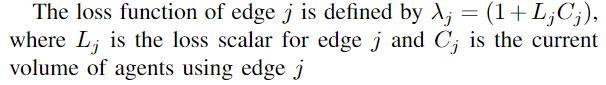 The loss function of edge j is defined by λ_j = (1+L_jC_j),
where L_j is the loss scalar for edge j and C_j is the current
volume of agents using edge j